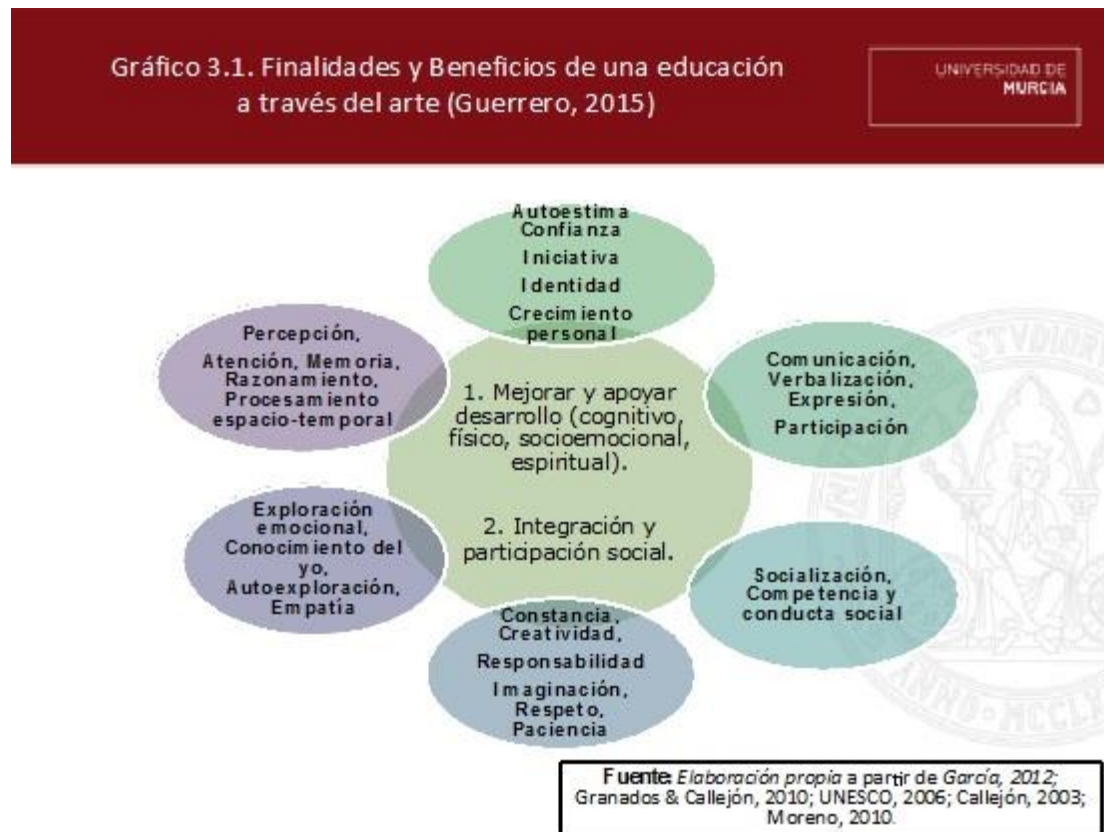 Gráfico 3.1. Finalidades y Beneficios de una educación
a través del arte (Guerrero, 2015)
UNIVERSIDAD DE
MURCIA
Autoestima
Confianza
Iniciativa
Identidad
Crecimiento
personal
Comunicación,
Verbalización,
Expresión,
Participación
Socialización,
Competencia y
conducta social
Constancia,
Creatividad,
Responsabilidad
Imaginación,
Respeto,
Paciencia
Exploración
emocional,
Conocimiento del
yo,
Autoexploración,
Empatía
Percepción,
Atención, Memoria,
Razonamiento,
Procesamiento
espacio-temporal
1. Mejorar y apoyar
desarrollo (cognitivo,
físico, socioemocional,
espiritual).
2. Integración y
participación social.
Fuente: Elaboración propia a partir de García, 2012;
Granados & Callejón, 2010; UNESCO, 2006; Callejón, 2003;
Moreno, 2010.